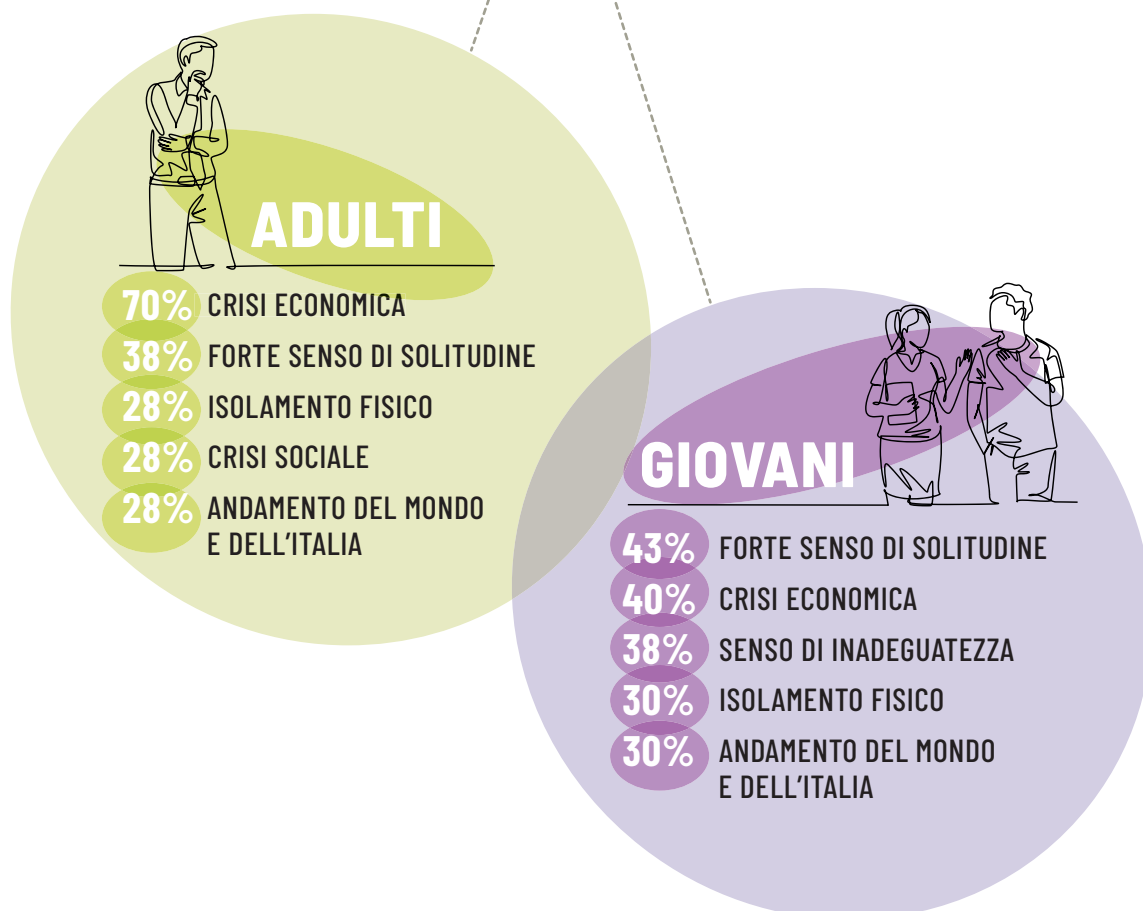 ADULTI
70% CRISI ECONOMICA
38% FORTE SENSO DI SOLITUDINE
28% ISOLAMENTO FISICO
28% CRISI SOCIALE
28% ANDAMENTO DEL MONDO
E DELL'ITALIA
GIOVANI
43% FORTE SENSO DI SOLITUDINE
40% CRISI ECONOMICA
38% SENSO DI INADEGUATEZZA
30% ISOLAMENTO FISICO
30% ANDAMENTO DEL MONDO
E DELL'ITALIA